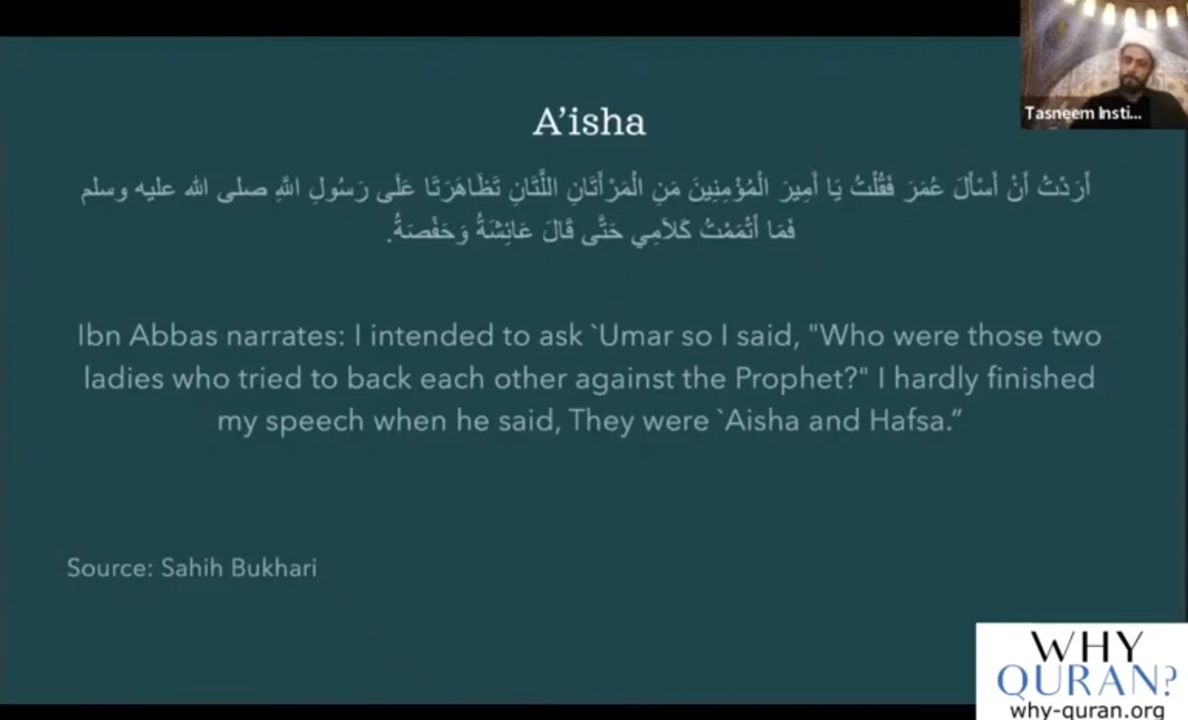 Tasneem Insti...
A’isha
أَرَدْتُ أَنْ أَسْأَلَ عُمَرَ فَقُلْتُ يَا أَمِيرَ الْمُؤْمِنِينَ مَنِ الْمَرْأَتَانِ اللَّتَانِ تَظَاهَرَتَا عَلَى رَسُولِ اللَّهِ صلى الله عليه وسلم
فَمَا أَتْمَمْتُ كَلاَمِي حَتَّى قَالَ عَائِشَةُ وَحَفْصَةُ.
Ibn Abbas narrates: I intended to ask `Umar so I said, "Who were those two
ladies who tried to back each other against the Prophet?" I hardly finished
my speech when he said, They were `Aisha and Hafsa.”
Source: Sahih Bukhari
WHY
QURAN?
why-quran.org